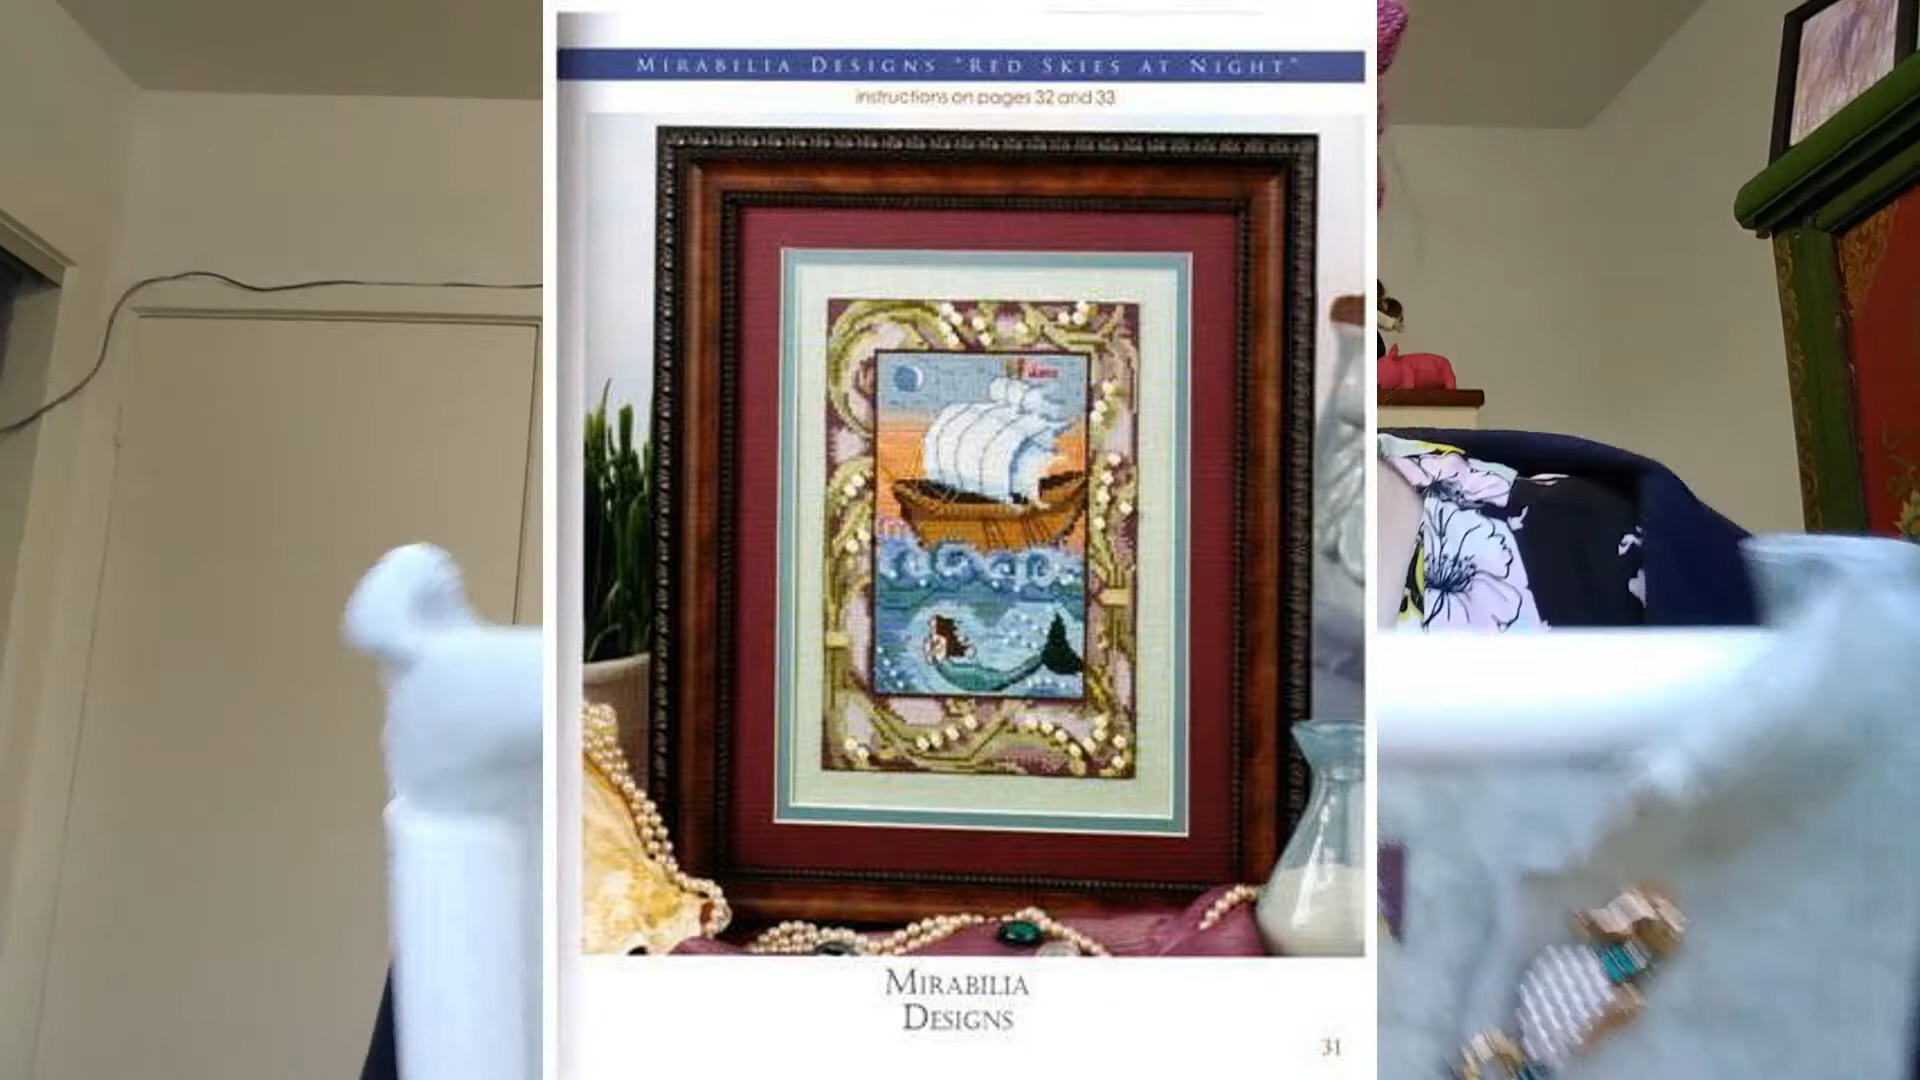 MIRABILIA DESIGNS "RED SKIES AT NIGHT"
instructions on pages 32 and 33
MIRABILIA
DESIGNS
31